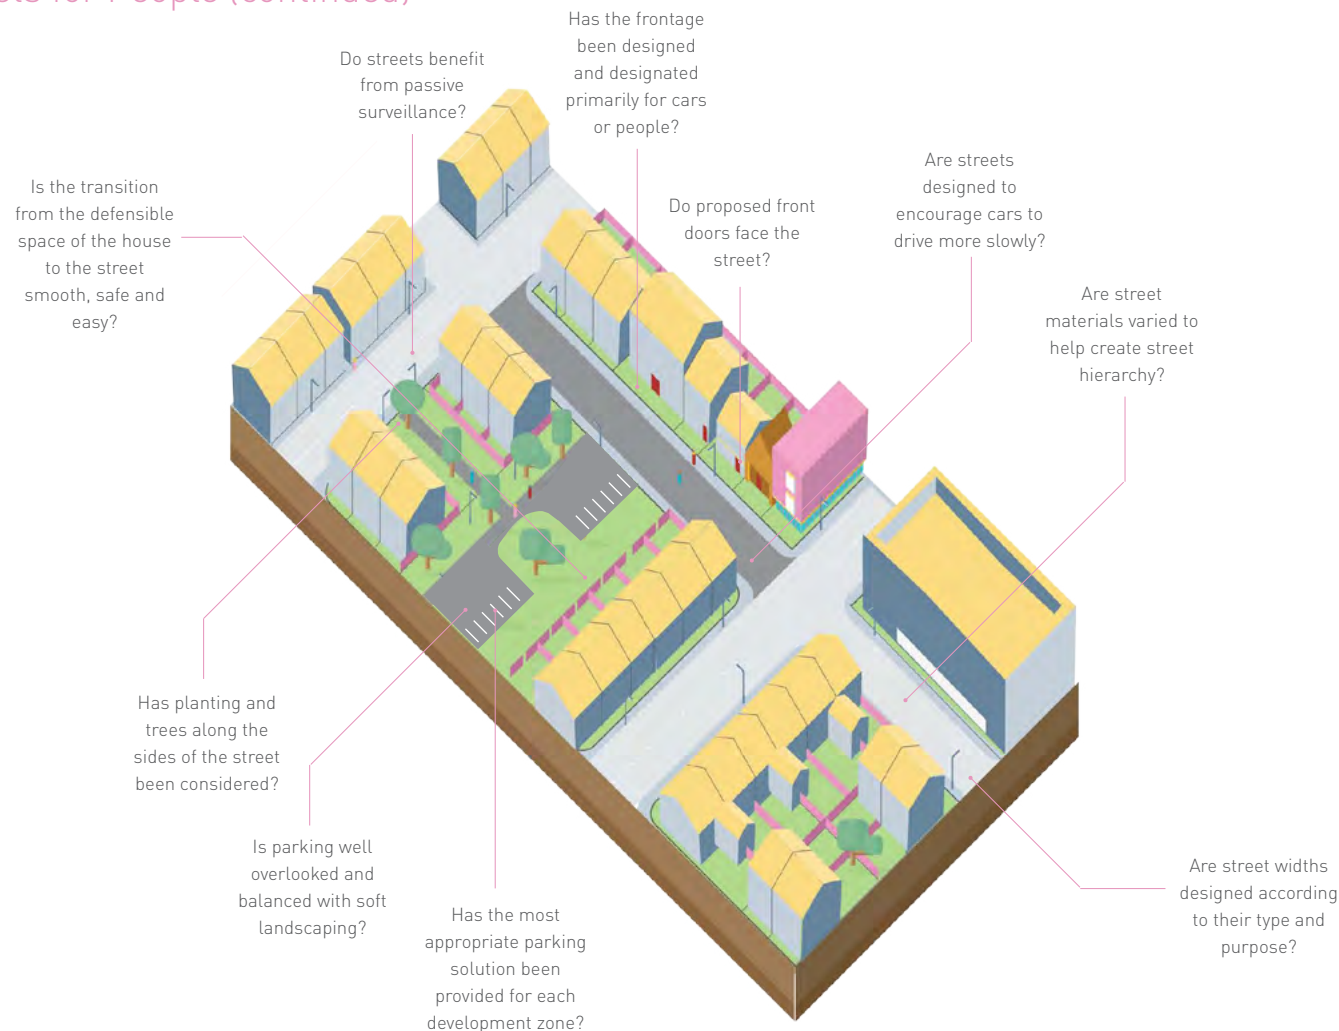 for People (continued)
Has the frontage
been designed
and designated
primarily for cars
or people?
Do streets benefit
from passive
surveillance?
Are streets
designed to
encourage cars to
drive more slowly?
Is the transition
from the defensible
space of the house
to the street
smooth, safe and
easy?
Do proposed front
doors face the
street?
Are street
materials varied to
help create street
hierarchy?
Has planting and
trees along the
sides of the street
been considered?
Is parking well
overlooked and
balanced with soft
landscaping?
Has the most
appropriate parking
solution been
provided for each
development zone?
Are street widths
designed according
to their type and
purpose?